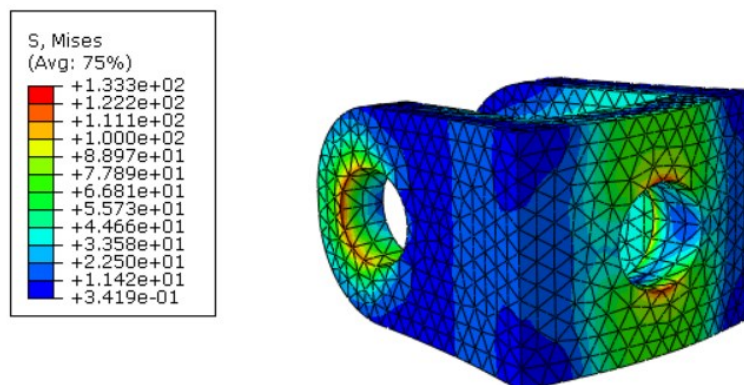 S, Mises
(Avg: 75%)
+1.333e+02
+1.222e+02
+1.111e+02
+1.000e+02
+8.897e+01
+7.789e+01
+6.681e+01
+5.573e+01
+4.466e+01
+3.358e+01
+2.250e+01
+1.142e+01
+3.419e-01